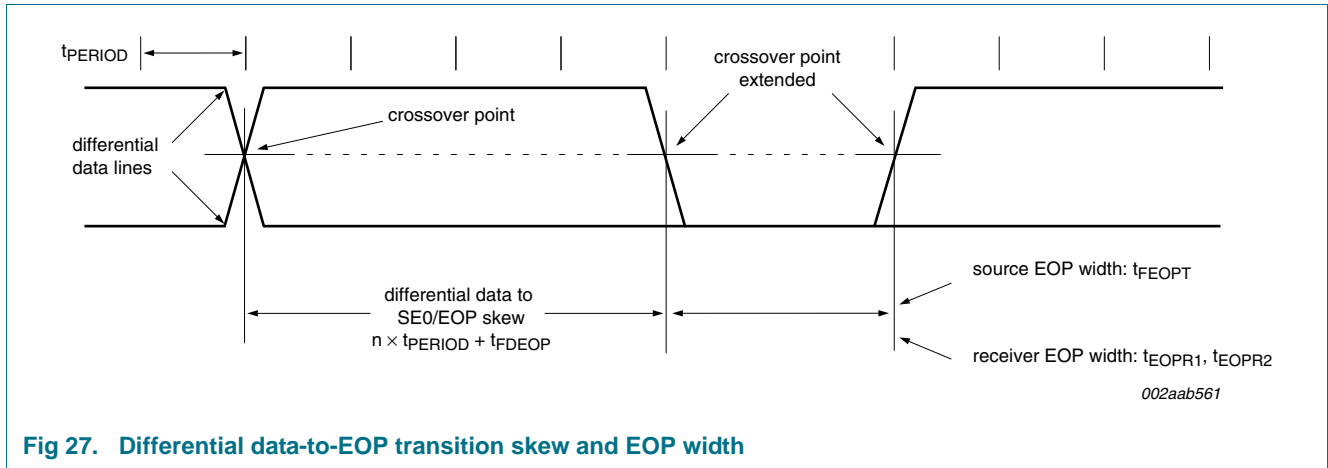 tPERIOD
crossover point
extended
crossover point
differential
data lines
source EOP width: tFEOPT
differential data to
SE0/EOP skew
n × tPERIOD + tFDEOP
receiver EOP width: tEOPR1, tEOPR2
002aab561
Fig 27. Differential data-to-EOP transition skew and EOP width